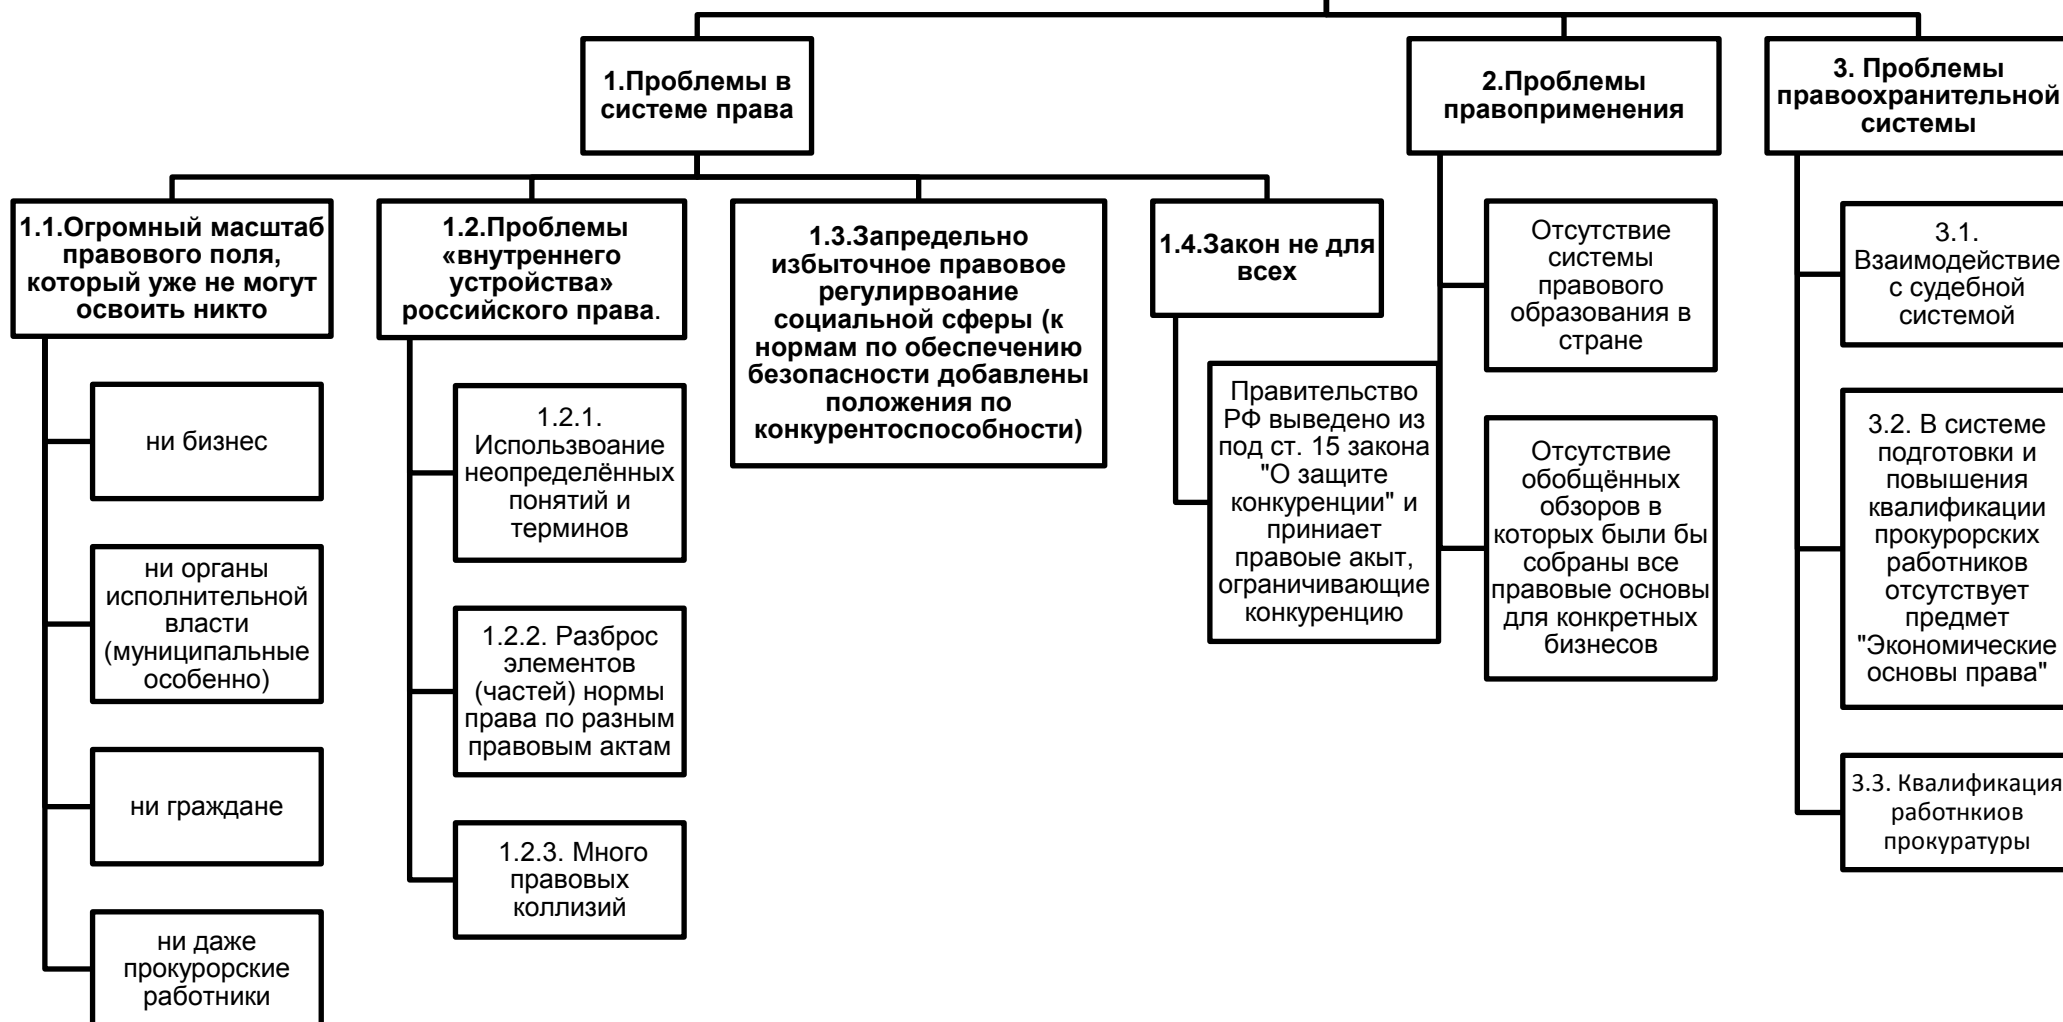 1.Проблемы в
системе права
2.Проблемы
правоприменения
3. Проблемы
правоохранительной
системы
1.1.Огромный масштаб
правового поля,
который уже не могут
освоить никто
ни бизнес
ни органы
исполнительной
власти
(муниципальные
особенно)
ни граждане
ни даже
прокурорские
работники
1.2.Проблемы
«внутреннего
устройства»
российского права.
1.2.1.
Использвоание
неопределённых
понятий и
терминов
1.2.2. Разброс
элементов
(частей) нормы
права по разным
правовым актам
1.2.3. Много
правовых
коллизий
1.3.Запредельно
избыточное правовое
регулирвоание
социальной сферы (к
нормам по обеспечению
безопасности добавлены
положения по
конкурентоспособности)
1.4.Закон не для
всех
Правительство
РФ выведено из
под ст. 15 закона
"О защите
конкуренции" и
приниает
правоые акыт,
ограничивающие
конкуренцию
Отсутствие
системы
правового
образования в
стране
Отсутствие
обобщённых
обзоров в
которых были бы
собраны все
правовые основы
для конкретных
бизнесов
3.1.
Взаимодействие
с судебной
системой
3.2. В системе
подготовки и
повышения
квалификации
прокурорских
работников
отсутствует
предмет
"Экономические
основы права"
3.3. Квалификация
работнкиов
прокуратуры